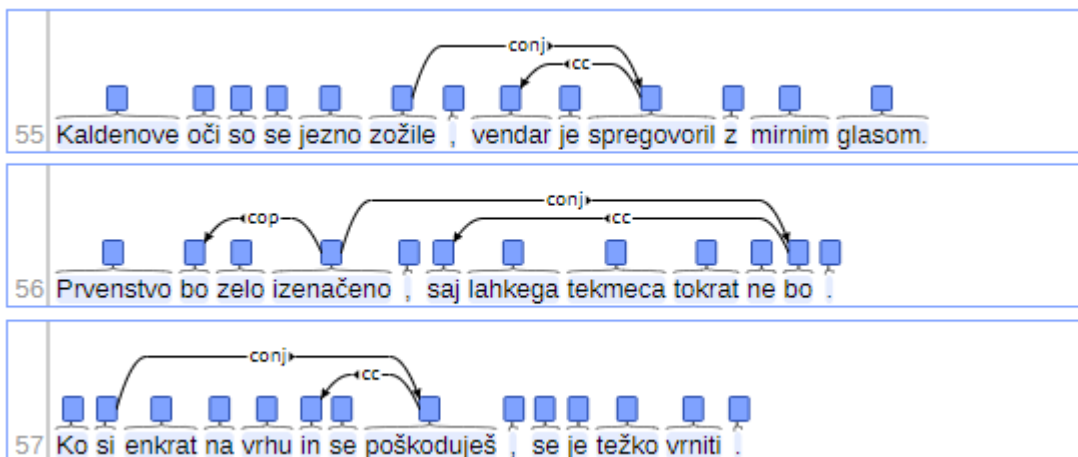 conj
cc
55 Kaldenove oči so se jezno zožile , vendar je spregovoril z mirnim glasom.
conj
cop cc
56 Prvenstvo bo zelo izenačeno , saj lahkega tekmeca tokrat ne bo .
conj
cc
57 Ko si enkrat na vrhu in se poškoduješ , se je težko vrniti .